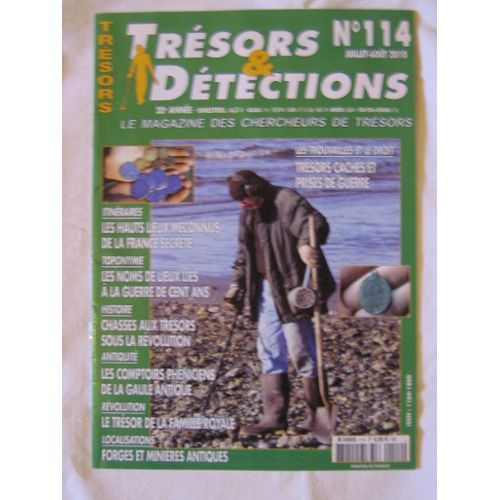 TRÉSORS
TRÉSORS
&
DÉTECTIONS
N°114
JUILLET-AOÛT 2010
20e ANNÉE
LE MAGAZINE DES CHERCHEURS DE TRÉSORS
LES TROUVAILLES ET LE DROIT
TRÉSORS CACHÉS ET
PRISES DE GUERRE
ITINÉRAIRES
LES HAUTS LIEUX MÉCONNUS
DE LA FRANCE SECRÈTE
TOPONYMIE
LES NOMS DE LIEUX LIÉS
À LA GUERRE DE CENT ANS
HISTOIRE
CHASSES AUX TRÉSORS
SOUS LA RÉVOLUTION
ANTIQUITÉ
LES COMPTOIRS PHÉNICIENS
DE LA GAULE ANTIQUE
RÉVOLUTION
LE TRÉSOR DE LA FAMILLE ROYALE
LOCALISATIONS
FORGES ET MINIÈRES ANTIQUES